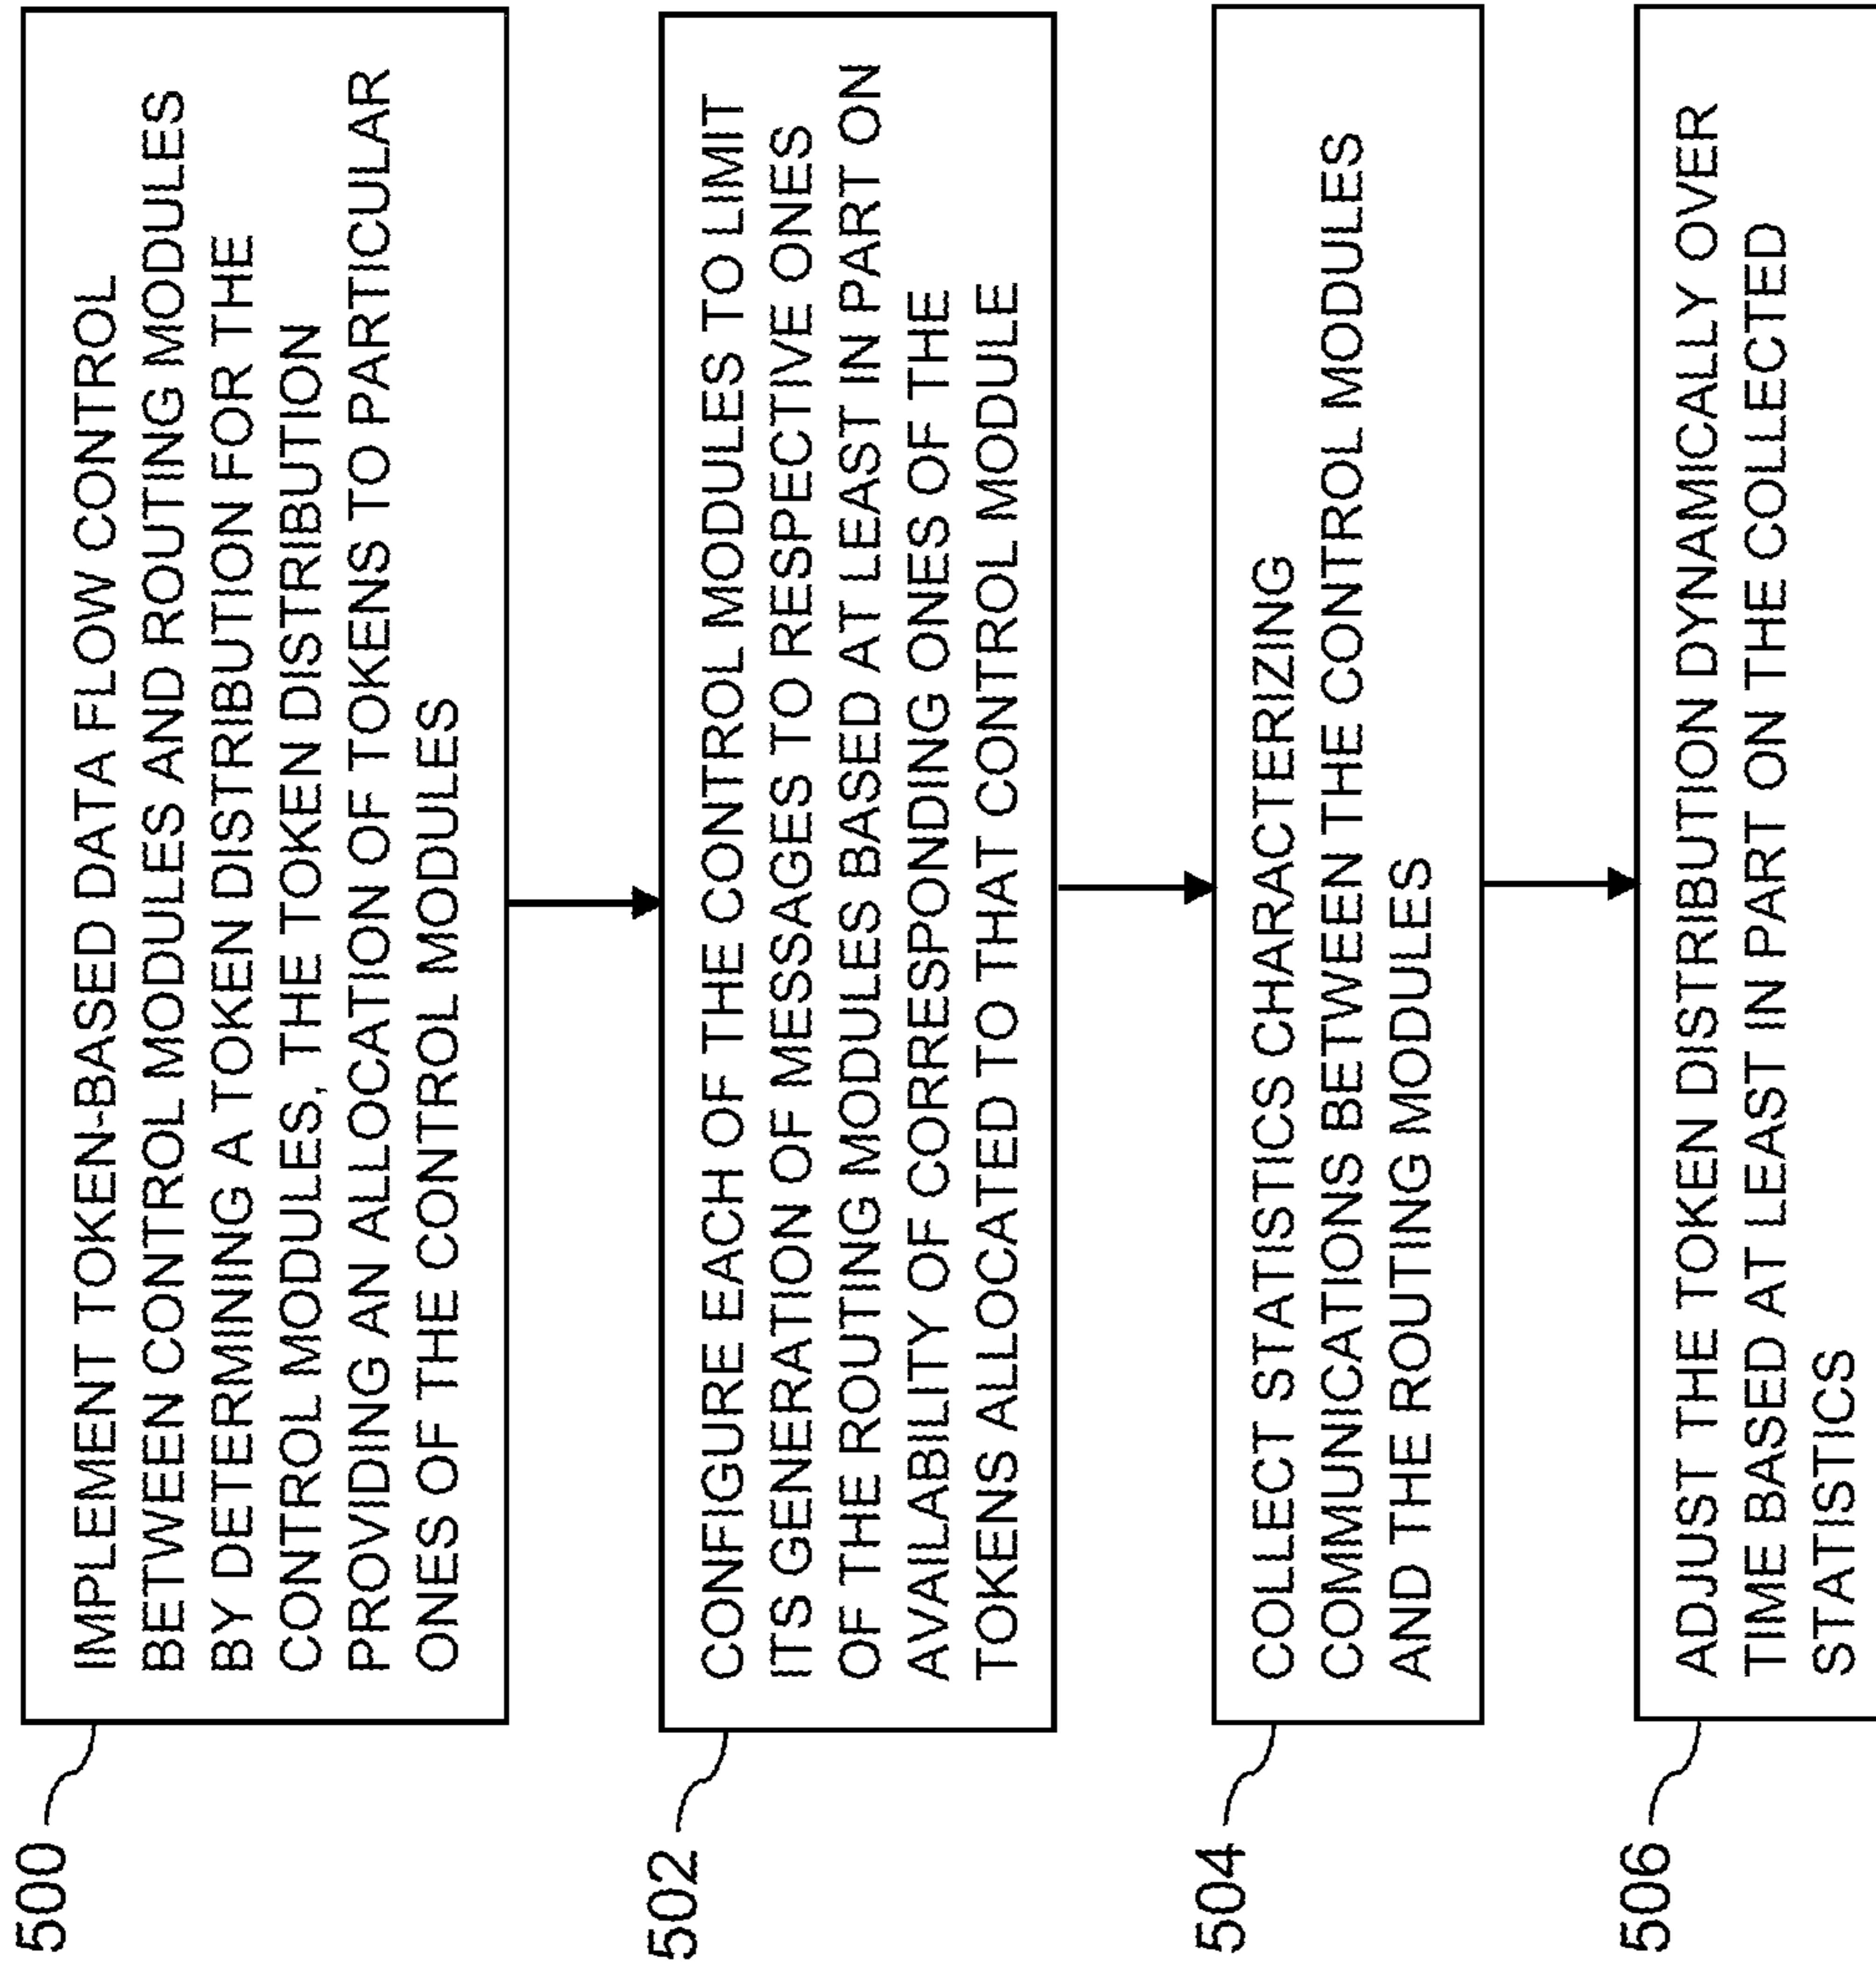 500
IMPLEMENT TOKEN-BASED DATA FLOW CONTROL
BETWEEN CONTROL MODULES AND ROUTING MODULES
BY DETERMINING A TOKEN DISTRIBUTION FOR THE
CONTROL MODULES, THE TOKEN DISTRIBUTION
PROVIDING AN ALLOCATION OF TOKENS TO PARTICULAR
ONES OF THE CONTROL MODULES
502
CONFIGURE EACH OF THE CONTROL MODULES TO LIMIT
ITS GENERATION OF MESSAGES TO RESPECTIVE ONES
OF THE ROUTING MODULES BASED AT LEAST IN PART ON
AVAILABILITY OF CORRESPONDING ONES OF THE
TOKENS ALLOCATED TO THAT CONTROL MODULE
504
COLLECT STATISTICS CHARACTERIZING
COMMUNICATIONS BETWEEN THE CONTROL MODULES
AND THE ROUTING MODULES
506
ADJUST THE TOKEN DISTRIBUTION DYNAMICALLY OVER
TIME BASED AT LEAST IN PART ON THE COLLECTED
STATISTICS